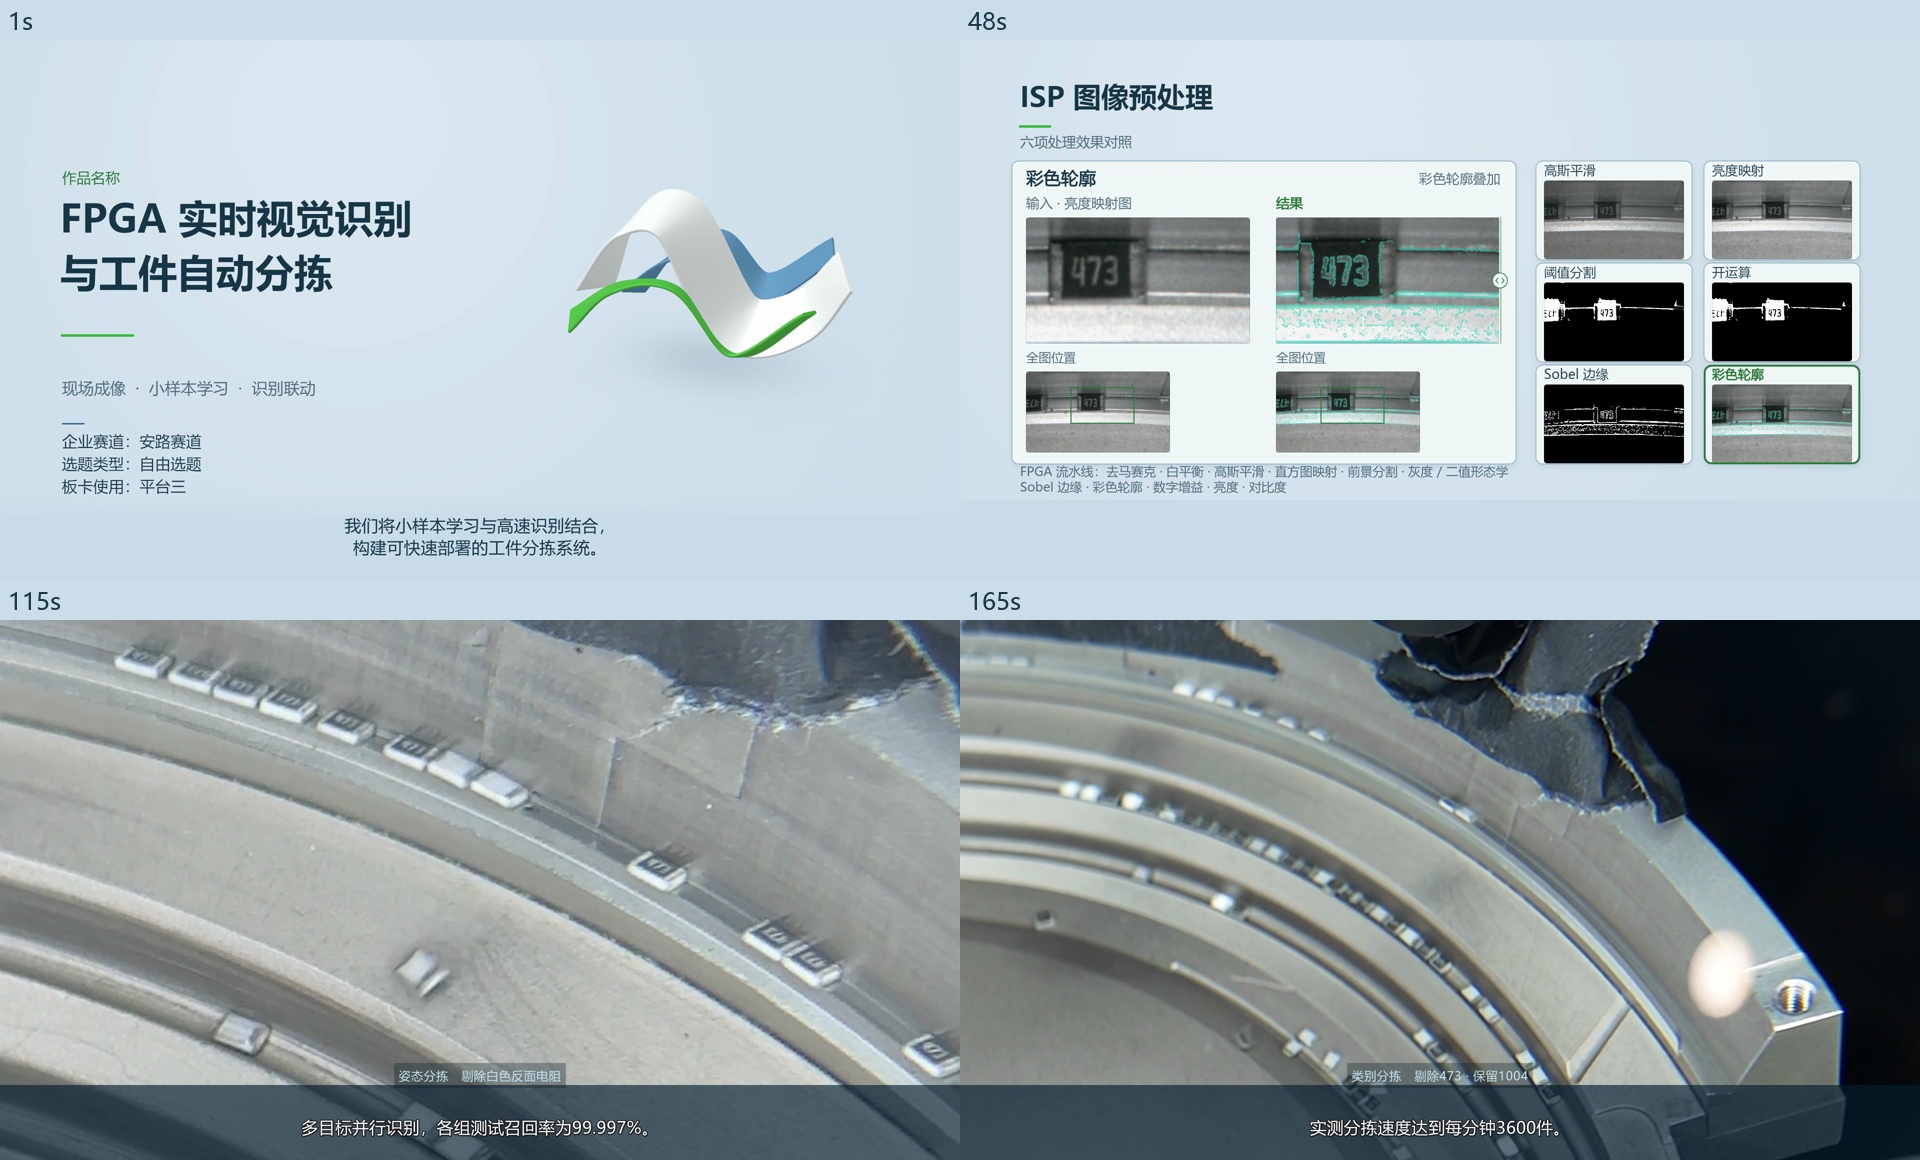 1s
作品名称
FPGA 实时视觉识别
与工件自动分拣
现场成像 · 小样本学习 · 识别联动
企业赛道：安路赛道
选题类型：自由选题
板卡使用：平台三
我们将小样本学习与高速识别结合，
构建可快速部署的工件分拣系统。
48s
ISP 图像预处理
六项处理效果对照
彩色轮廓
彩色轮廓叠加
输入 · 亮度映射图
结果
473
473
全图位置
全图位置
473
473
高斯平滑
亮度映射
473
473
阈值分割
开运算
473
473
Sobel 边缘
彩色轮廓
473
473
FPGA 流水线：去马赛克 · 白平衡 · 高斯平滑 · 直方图映射 · 前景分割 · 灰度 / 二值形态学
Sobel 边缘 · 彩色轮廓 · 数字增益 · 亮度 · 对比度
115s
姿态分拣 剔除白色反面电阻
多目标并行识别，各组测试召回率为99.997%。
165s
类别分拣 剔除473 · 保留1004
实测分拣速度达到每分钟3600件。